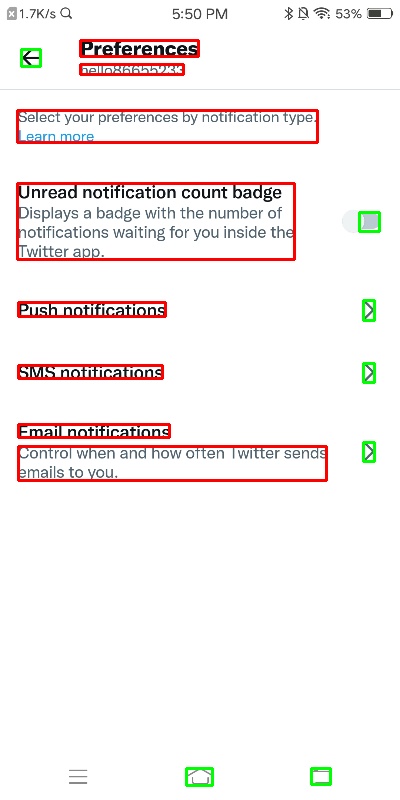 1.7K/s 5:50 PM 53%
Preferences
hello86655233
Select your preferences by notification type.
Learn more
Unread notification count badge
Displays a badge with the number of
notifications waiting for you inside the
Twitter app.
Push notifications
SMS notifications
Email notifications
Control when and how often Twitter sends
emails to you.